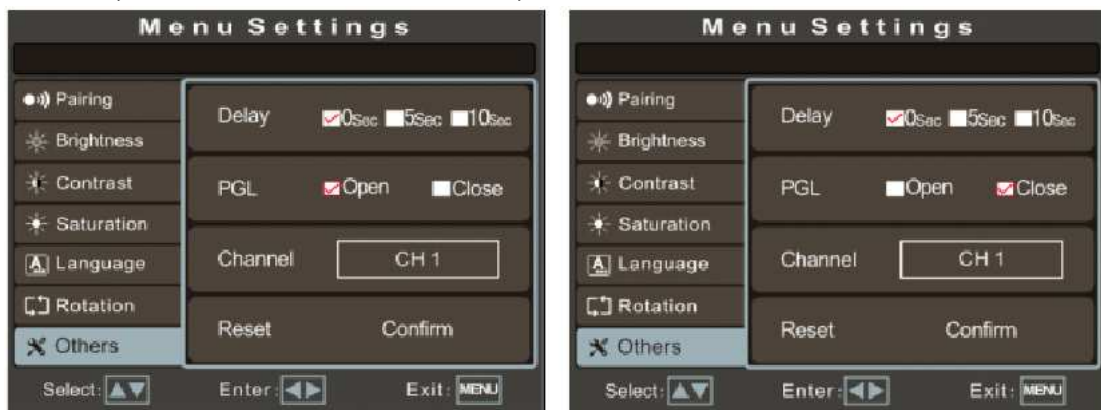 Menu Settings
Pairing
Brightness
Contrast
Saturation
Language
Rotation
Others
Delay 0Sec 5Sec 10Sec
PGL Open Close
Channel CH 1
Reset Confirm
Select: Enter: Exit: MENU
Menu Settings
Pairing
Brightness
Contrast
Saturation
A Language
Rotation
Others
Delay 0Sec 5Sec 10Sec
PGL Open Close
Channel CH 1
Reset Confirm
Select: Enter: Exit: MENU